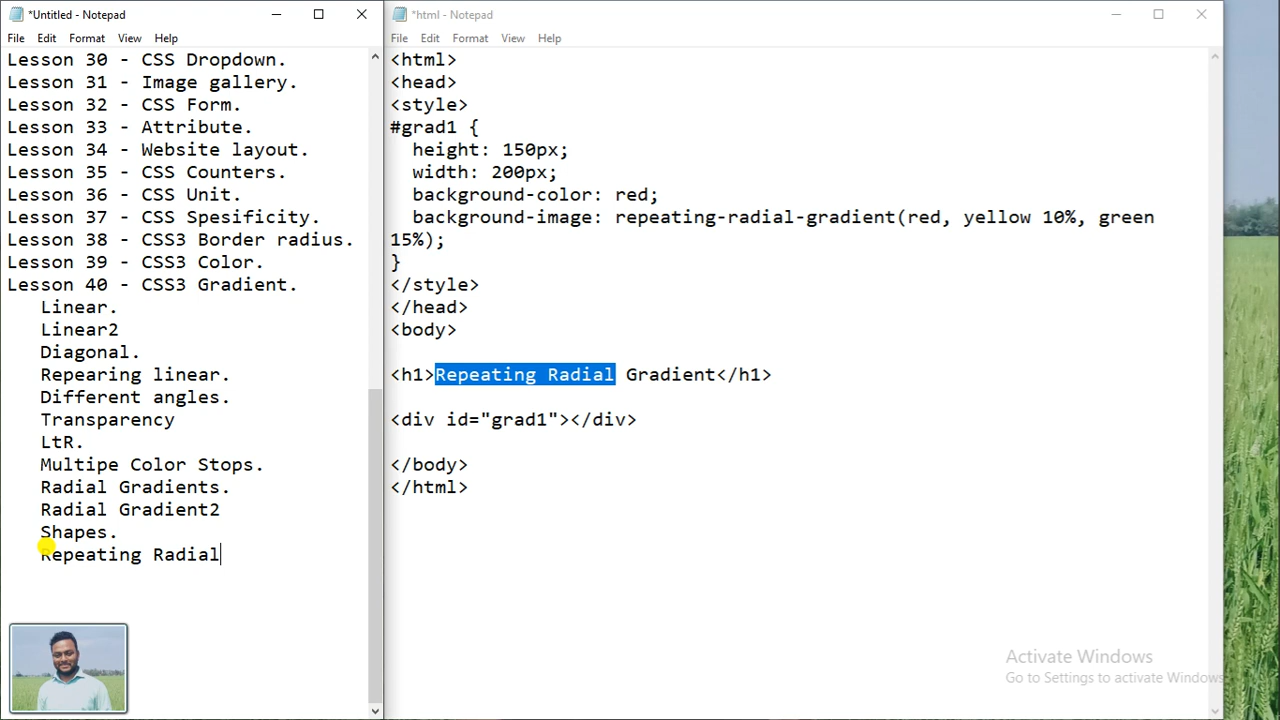 *Untitled - Notepad
File Edit Format View Help
Lesson 30 - CSS Dropdown.
Lesson 31 - Image gallery.
Lesson 32 - CSS Form.
Lesson 33 - Attribute.
Lesson 34 - Website layout.
Lesson 35 - CSS Counters.
Lesson 36 - CSS Unit.
Lesson 37 - CSS Spesificity.
Lesson 38 - CSS3 Border radius.
Lesson 39 - CSS3 Color.
Lesson 40 - CSS3 Gradient.
Linear.
Linear2
Diagonal.
Repearing linear.
Different angles.
Transparency
LtR.
Multipe Color Stops.
Radial Gradients.
Radial Gradient2
Shapes.
Repeating Radial
*html - Notepad
File Edit Format View Help
<html>
<head>
<style>
#grad1 {
height: 150px;
width: 200px;
background-color: red;
background-image: repeating-radial-gradient(red, yellow 10%, green
15%);
}
</style>
</head>
<body>
<h1>Repeating Radial Gradient</h1>
<div id="grad1"></div>
</body>
</html>
Activate Windows
Go to Settings to activate Windows